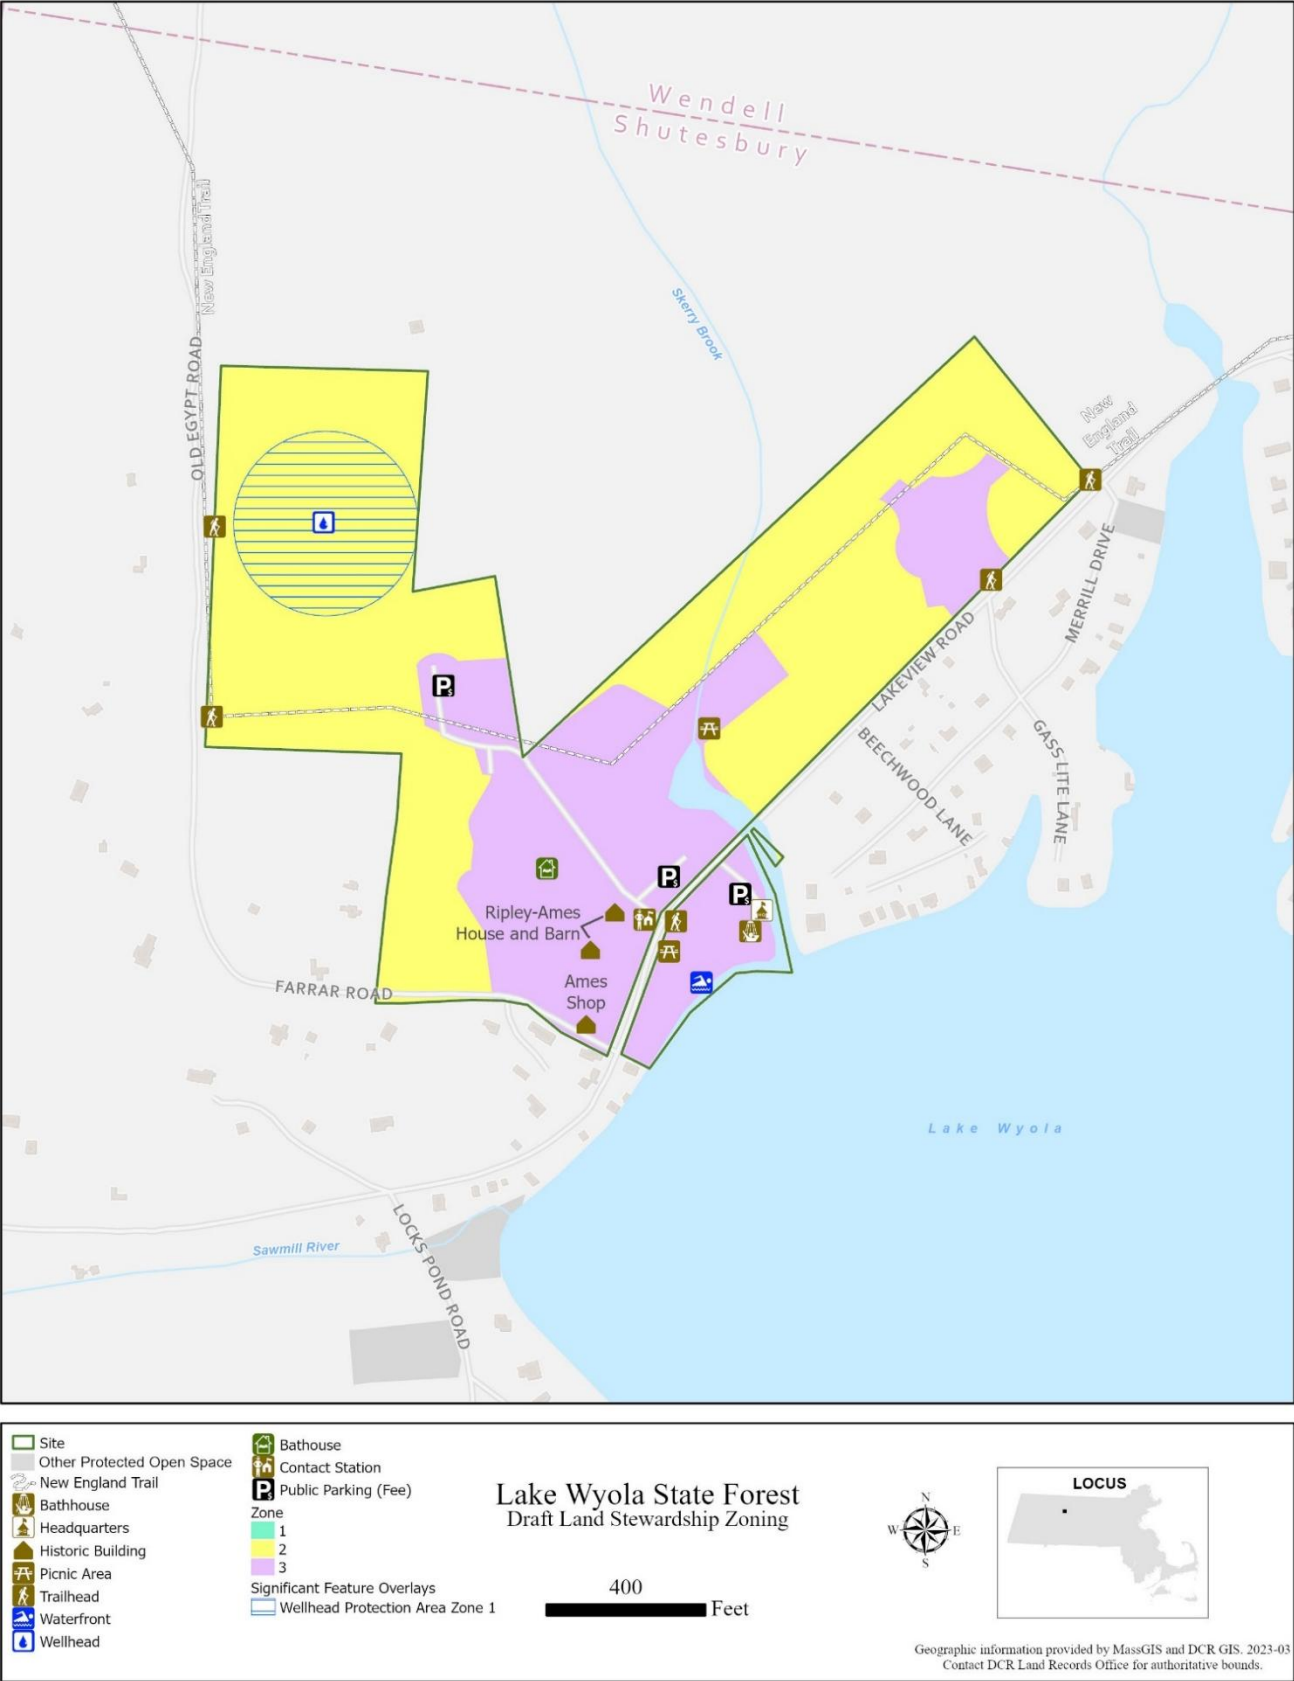 Wendell
Shutesbury
New England Trail
Skerry Brook
OLD EGYPT ROAD
New
England
Trail
MERRILL DRIVE
LAKEVIEW ROAD
GASS LITE LANE
BEECHWOOD LANE
Ripley-Ames
House and Barn
Ames
Shop
FARRAR ROAD
Lake Wyola
LOCKS POND ROAD
Sawmill River
Site
Other Protected Open Space
New England Trail
Bathhouse
Headquarters
Historic Building
Picnic Area
Trailhead
Waterfront
Wellhead
Bathouse
Contact Station
Public Parking (Fee)
Zone
1
2
3
Significant Feature Overlays
Wellhead Protection Area Zone 1
Lake Wyola State Forest
Draft Land Stewardship Zoning
400
Feet
N
W
E
S
LOCUS
Geographic information provided by MassGIS and DCR GIS. 2023-03
Contact DCR Land Records Office for authoritative bounds.